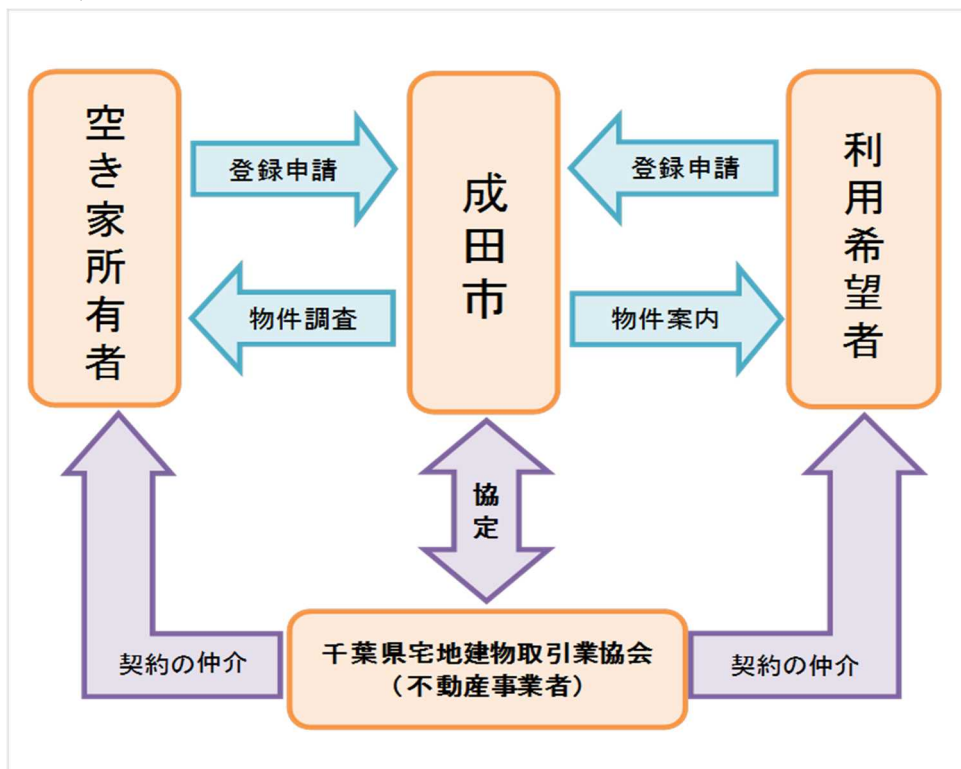 空き家所有者
登録申請
物件調査
成田市
登録申請
物件案内
利用希望者
協定
契約の仲介
千葉県宅地建物取引業協会
（不動産事業者）
契約の仲介